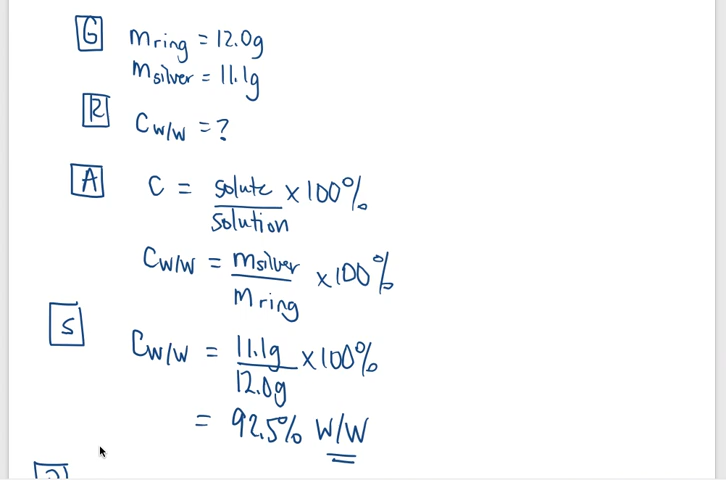 G mring = 12.0g
msilver = 11.1g
R Cw/w = ?
A C = solute/solution x 100%
Cw/w = msilver/mring x 100%
S Cw/w = 11.1g/12.0g x 100%
= 92.5% W/W